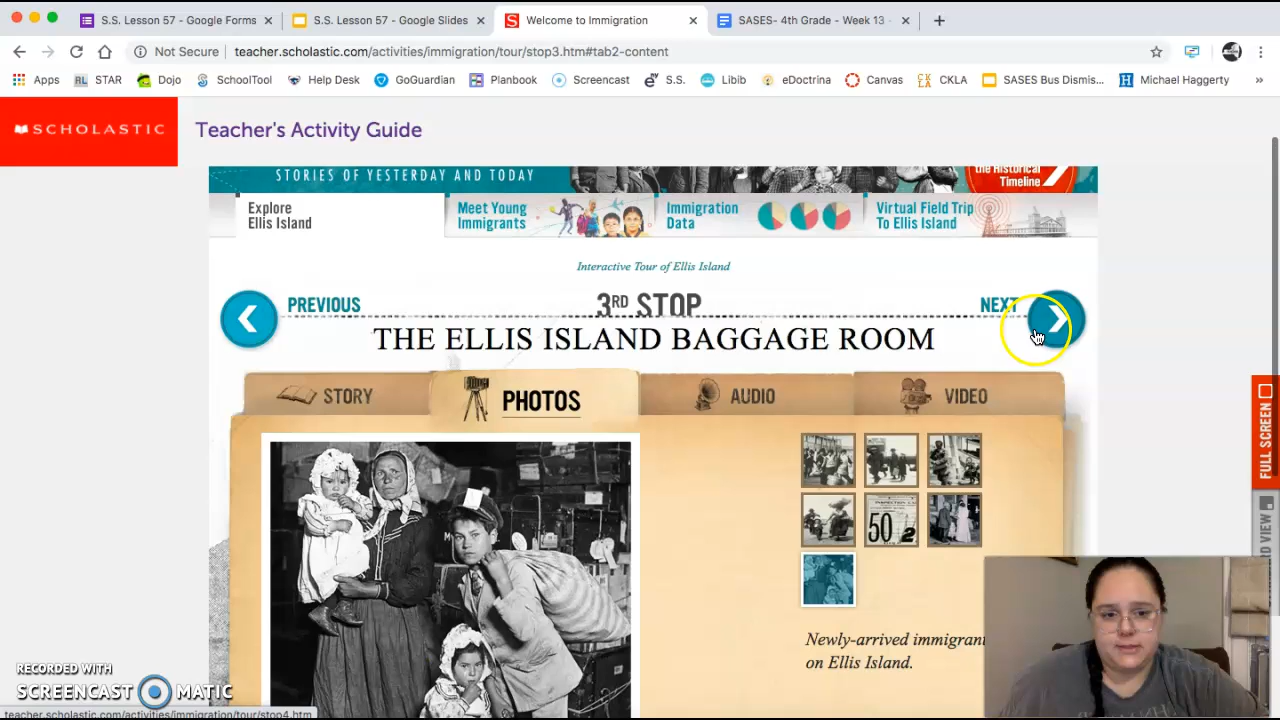 S.S. Lesson 57 - Google Forms
S.S. Lesson 57 - Google Slides
Welcome to Immigration
SASES- 4th Grade - Week 13 -
Not Secure
teacher.scholastic.com/activities/immigration/tour/stop3.htm#tab2-content
Apps
STAR
Dojo
SchoolTool
Help Desk
GoGuardian
Planbook
Screencast
S.S.
Libib
eDoctrina
Canvas
CKLA
SASES Bus Dismis...
Michael Haggerty
SCHOLASTIC
Teacher's Activity Guide
STORIES OF YESTERDAY AND TODAY
the Historical
Timeline
Explore
Ellis Island
Meet Young
Immigrants
Immigration
Data
Virtual Field Trip
To Ellis Island
Interactive Tour of Ellis Island
PREVIOUS
3RD STOP
NEXT
THE ELLIS ISLAND BAGGAGE ROOM
STORY
PHOTOS
AUDIO
VIDEO
50 2
FULL SCREEN
Newly-arrived immigran
on Ellis Island.
RECORDED WITH
SCREENCAST MATIC
teacher.scholastic.com/activities/immigration/tour/stop4.htm